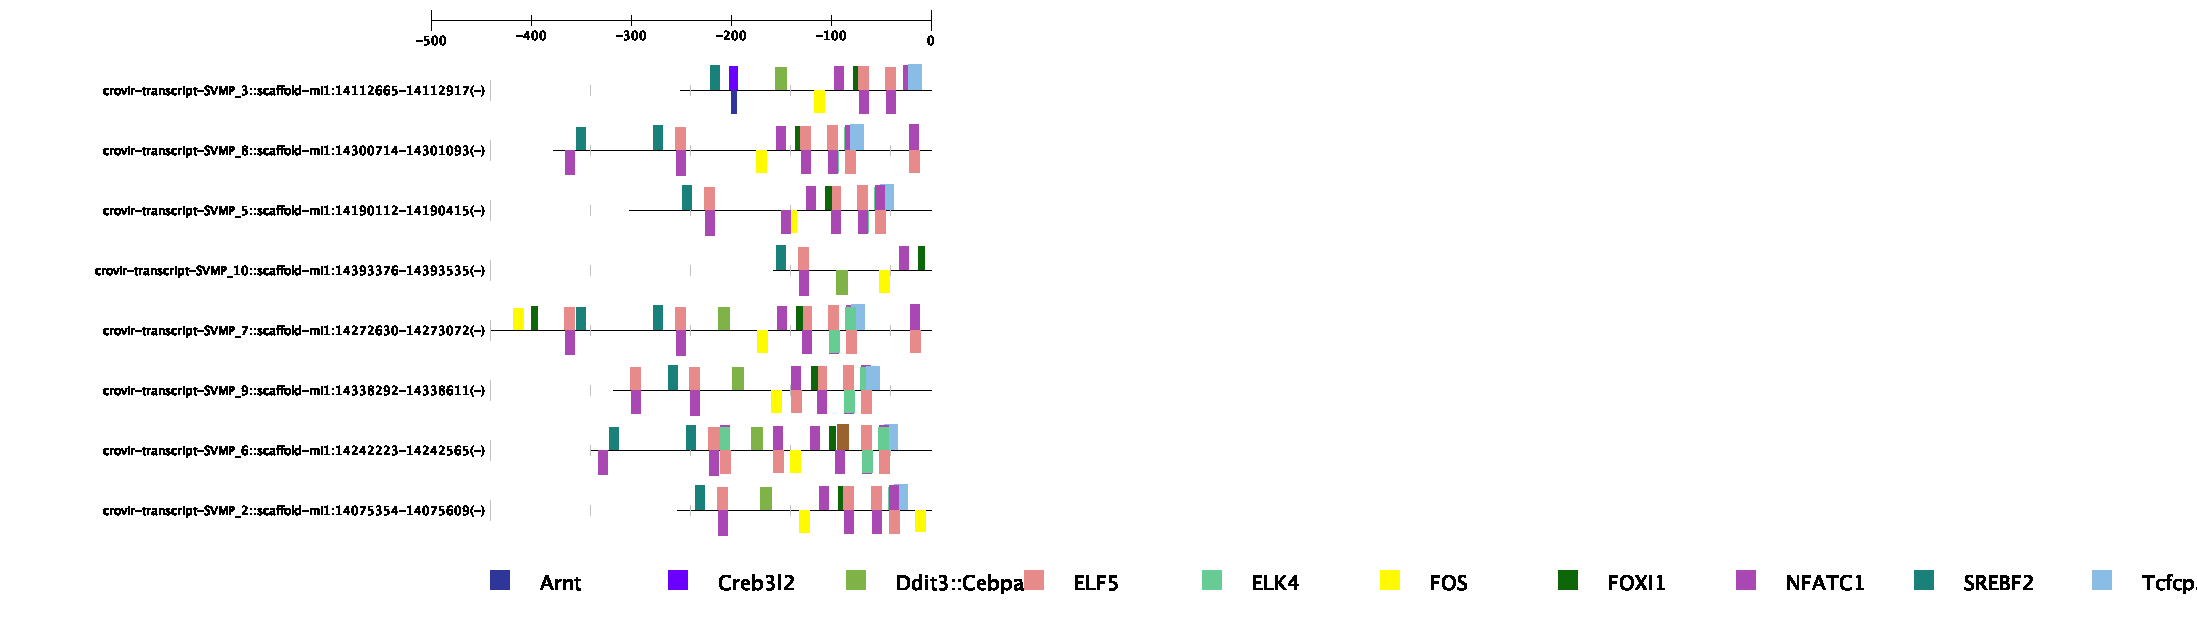 -500 -400 -300 -200 -100 0
crovir-transcript-SVMP_3::scaffold-mi1:14112665-14112917(-)
crovir-transcript-SVMP_8::scaffold-mi1:14300714-14301093(-)
crovir-transcript-SVMP_5::scaffold-mi1:14190112-14190415(-)
crovir-transcript-SVMP_10::scaffold-mi1:14393376-14393535(-)
crovir-transcript-SVMP_7::scaffold-mi1:14272630-14273072(-)
crovir-transcript-SVMP_9::scaffold-mi1:14338292-14338611(-)
crovir-transcript-SVMP_6::scaffold-mi1:14242223-14242565(-)
crovir-transcript-SVMP_2::scaffold-mi1:14075354-14075609(-)
Arnt Creb3l2 Ddit3::Cebpa ELF5 ELK4 FOS FOXI1 NFATC1 SREBF2 Tcfcp